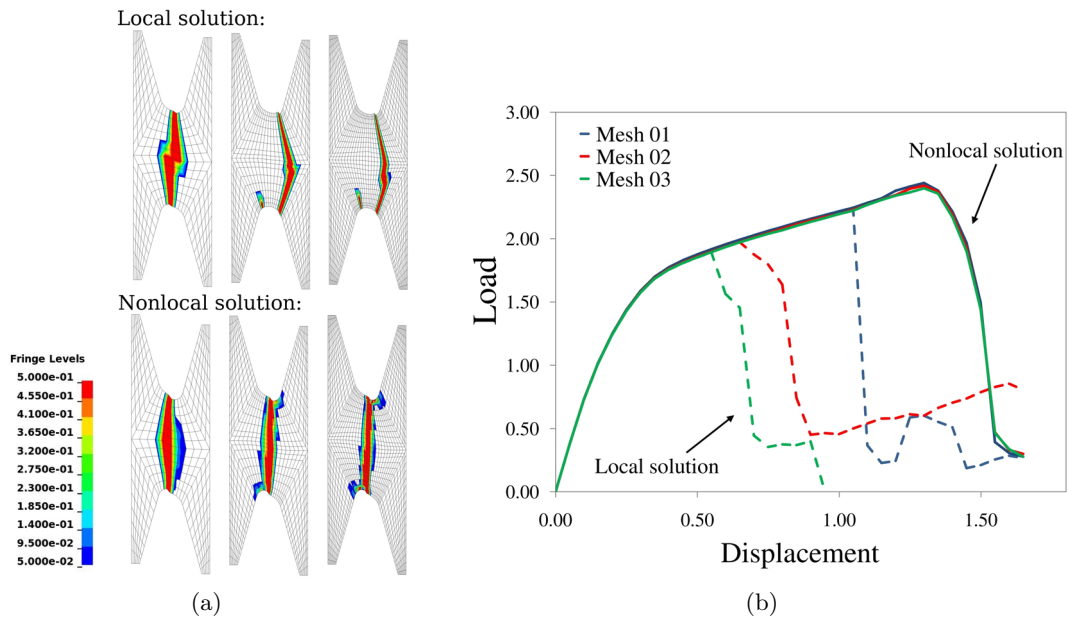 Local solution:
Nonlocal solution:
Fringe Levels
5.000e-01
4.550e-01
4.100e-01
3.650e-01
3.200e-01
2.750e-01
2.300e-01
1.850e-01
1.400e-01
9.500e-02
5.000e-02
(a)
3.00
2.50
2.00
1.50
1.00
0.50
0.00
Load
Mesh 01
Mesh 02
Mesh 03
Nonlocal solution
Local solution
0.00 0.50 1.00 1.50
Displacement
(b)